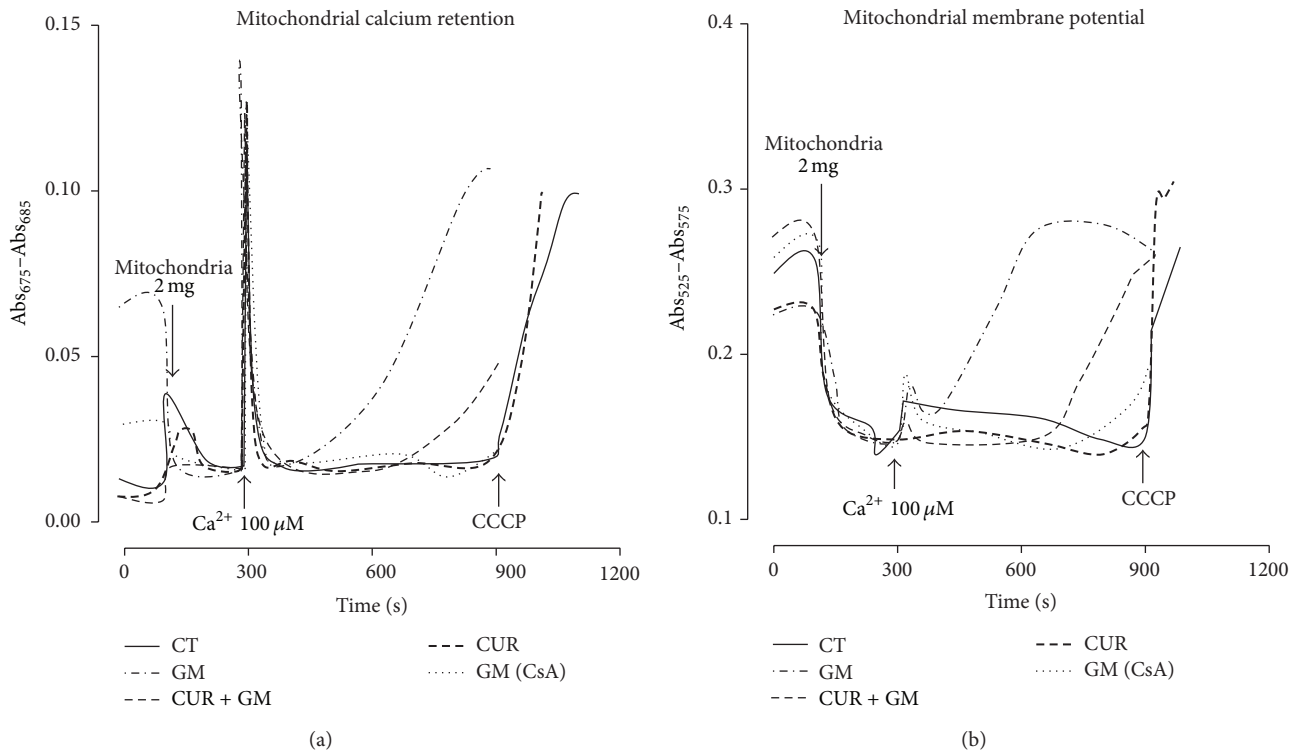 Mitochondrial calcium retention
0.15
0.10
0.05
0.00
Abs675−Abs685
Mitochondria
2 mg
Ca2+ 100 μM
CCCP
0 300 600 900 1200
Time (s)
CT
GM
CUR + GM
CUR
GM (CsA)
(a)
Mitochondrial membrane potential
0.4
0.3
0.2
0.1
Abs525−Abs575
Mitochondria
2 mg
Ca2+ 100 μM
CCCP
0 300 600 900 1200
Time (s)
CT
GM
CUR + GM
CUR
GM (CsA)
(b)